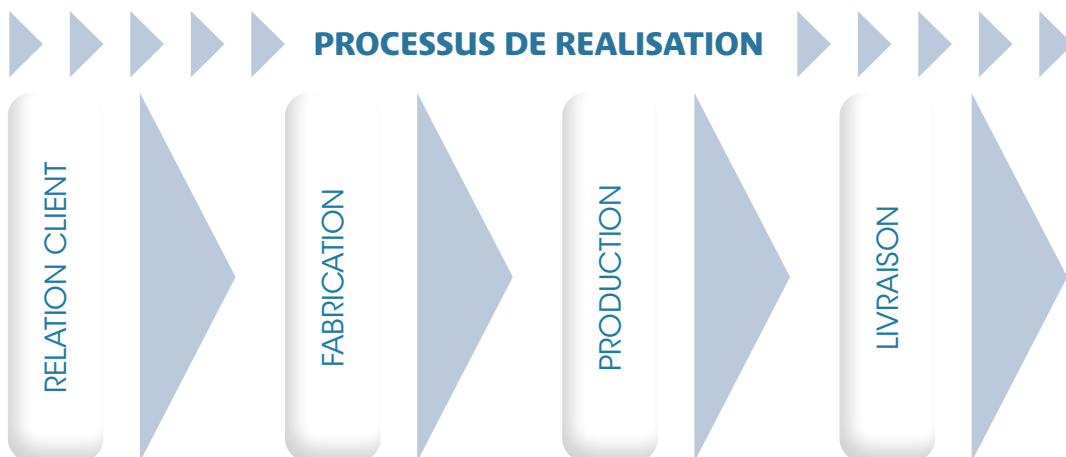 PROCESSUS DE REALISATION
RELATION CLIENT
FABRICATION
PRODUCTION
LIVRAISON